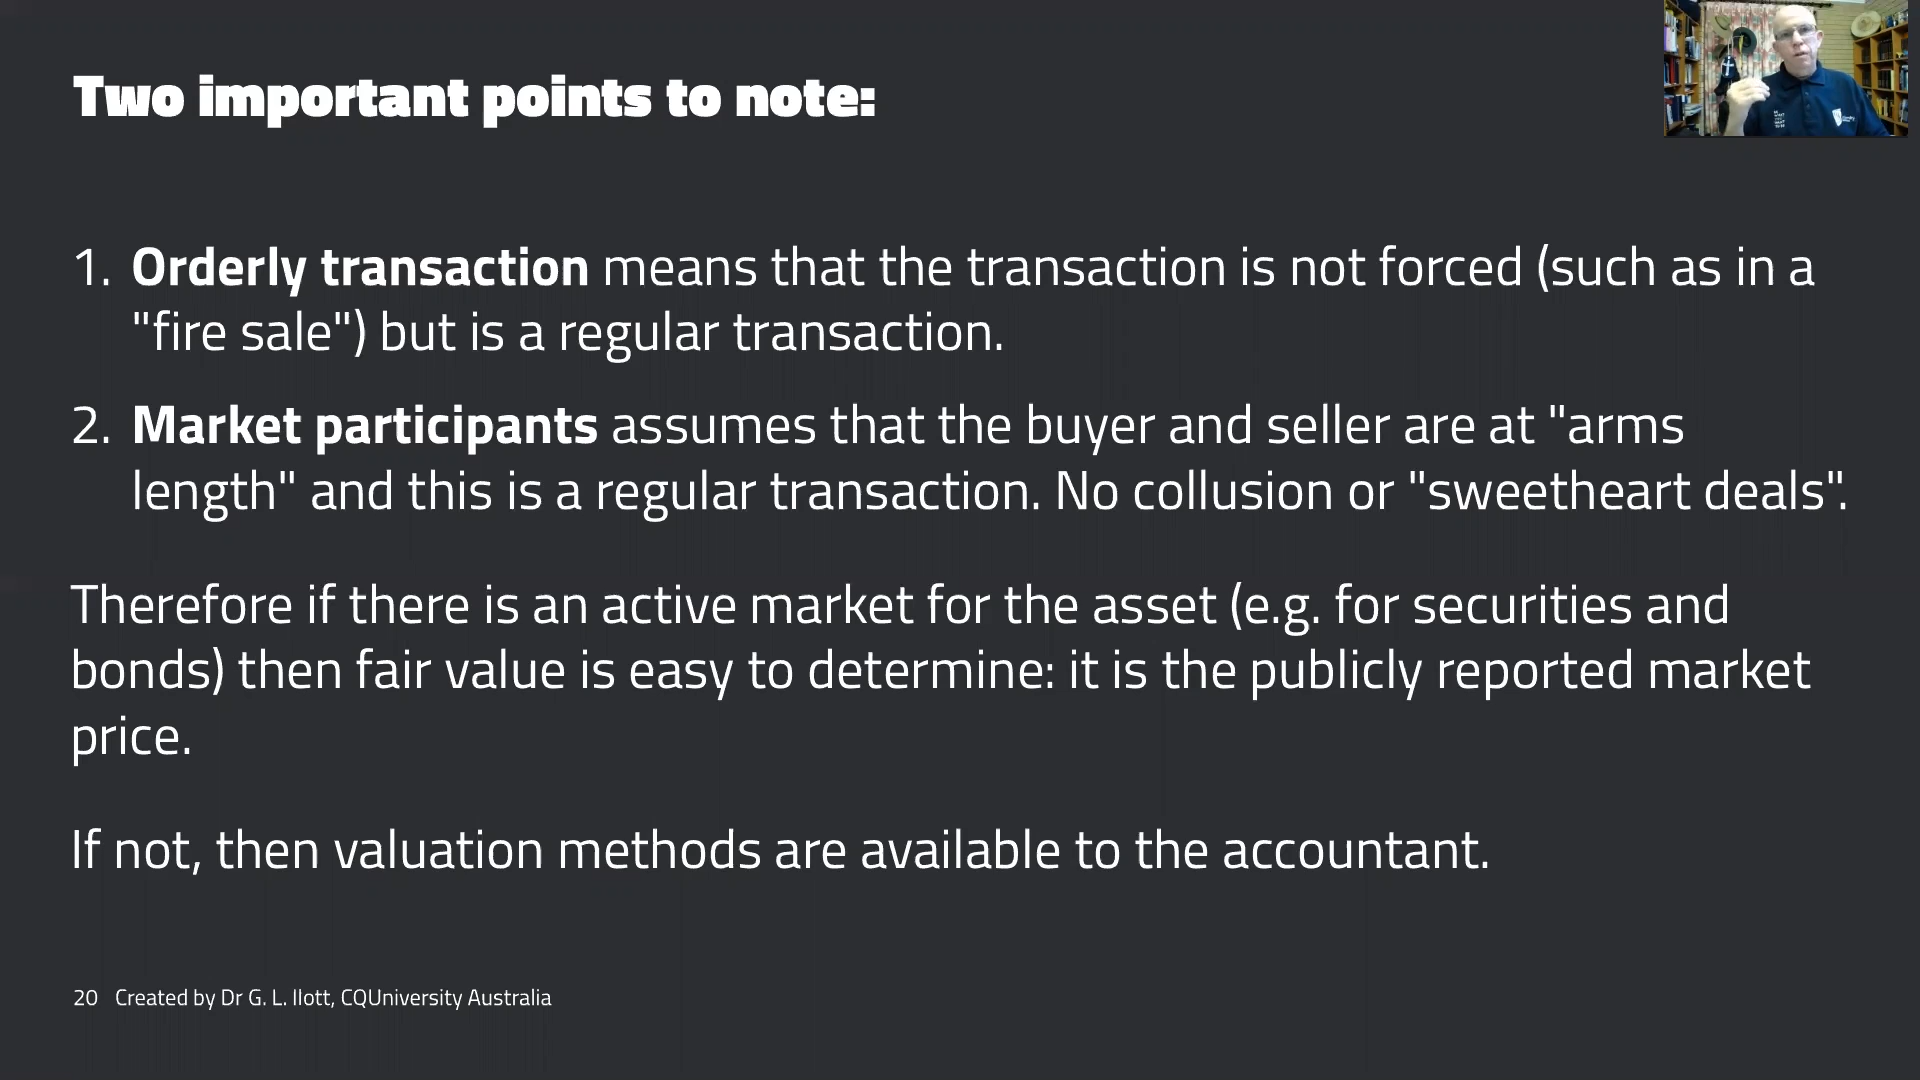 Two important points to note:
1. Orderly transaction means that the transaction is not forced (such as in a
"fire sale") but is a regular transaction.
2. Market participants assumes that the buyer and seller are at "arms
length" and this is a regular transaction. No collusion or "sweetheart deals".
Therefore if there is an active market for the asset (e.g. for securities and
bonds) then fair value is easy to determine: it is the publicly reported market
price.
If not, then valuation methods are available to the accountant.
20 Created by Dr G. L. Ilott, CQUniversity Australia